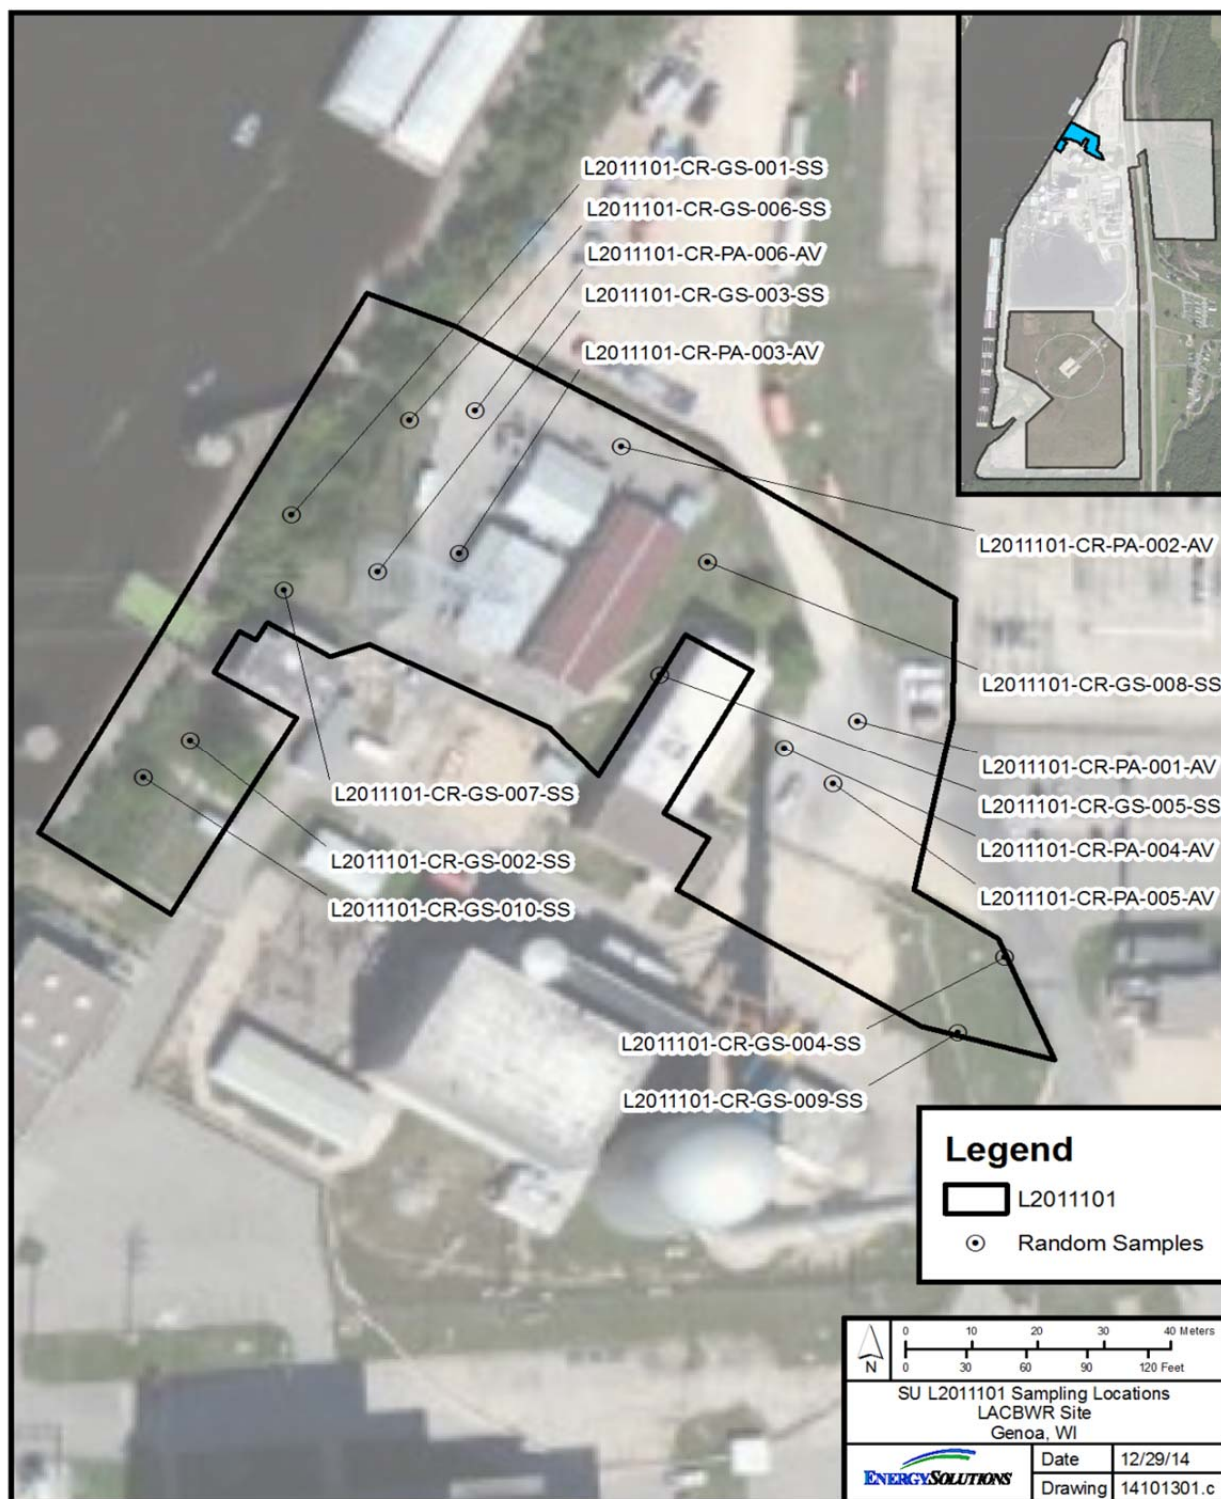 L2011101-CR-GS-001-SS
L2011101-CR-GS-006-SS
L2011101-CR-PA-006-AV
L2011101-CR-GS-003-SS
L2011101-CR-PA-003-AV
L2011101-CR-PA-002-AV
L2011101-CR-GS-008-SS
L2011101-CR-PA-001-AV
L2011101-CR-GS-005-SS
L2011101-CR-PA-004-AV
L2011101-CR-PA-005-AV
L2011101-CR-GS-007-SS
L2011101-CR-GS-002-SS
L2011101-CR-GS-010-SS
L2011101-CR-GS-004-SS
L2011101-CR-GS-009-SS
Legend
L2011101
Random Samples
N
0 10 20 30 40 Meters
0 30 60 90 120 Feet
SU L2011101 Sampling Locations
LACBWR Site
Genoa, WI
ENERGYSOLUTIONS
Date 12/29/14
Drawing 14101301.c